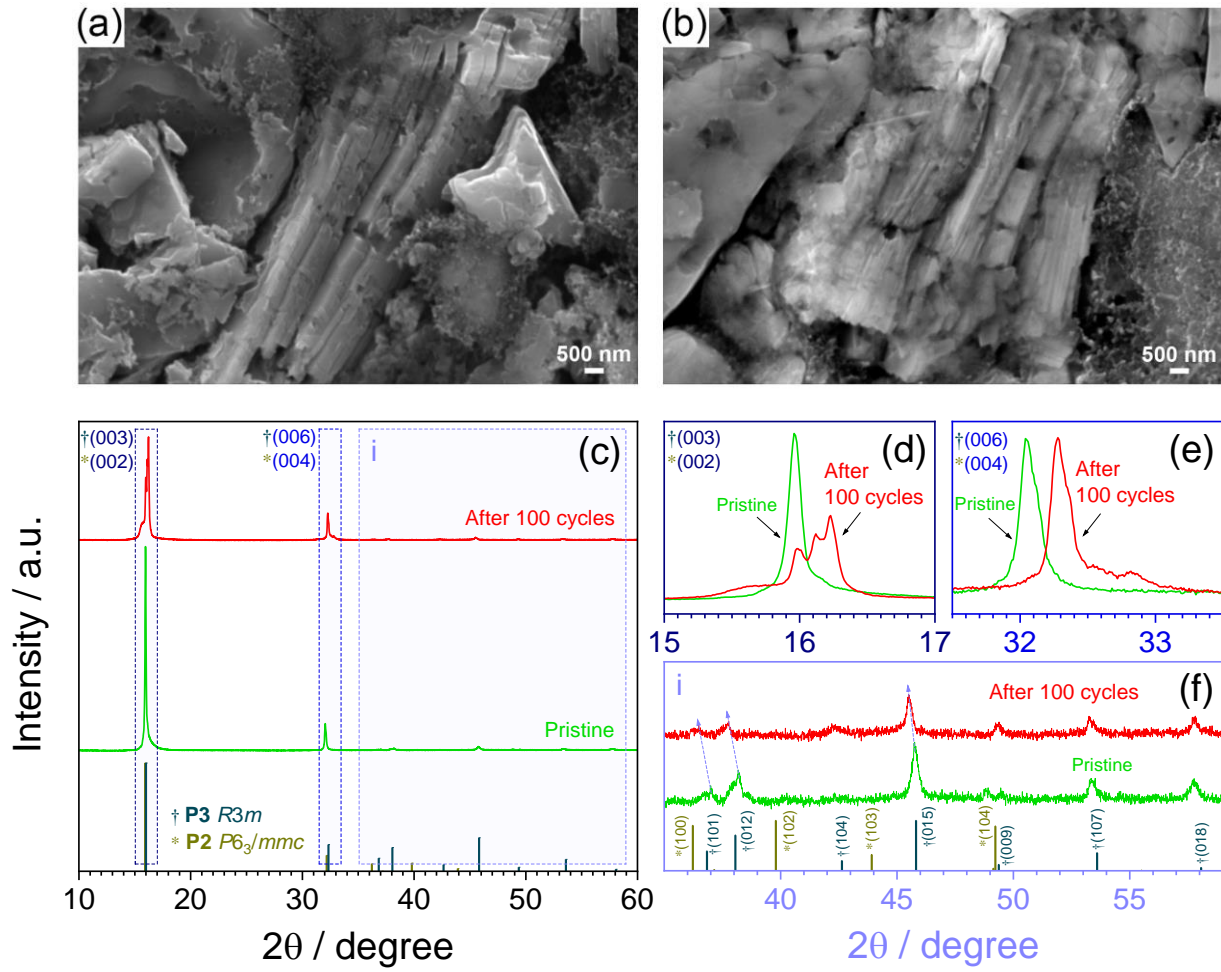 (a)
500 nm
(b)
500 nm
Intensity / a.u.
†(003)
*(002)
†(006)
*(004)
i
(c)
After 100 cycles
Pristine
† P3 R3m
* P2 P6₃/mmc
10 20 30 40 50 60
2θ / degree
†(003)
*(002)
(d)
Pristine
After
100 cycles
15 16 17
†(006)
*(004)
(e)
Pristine
After
100 cycles
32 33
i
(f)
After 100 cycles
Pristine
*(100)
†(101)
†(012)
*(102)
†(104)
*(103)
†(015)
*(104)
†(009)
†(107)
†(018)
40 45 50 55
2θ / degree